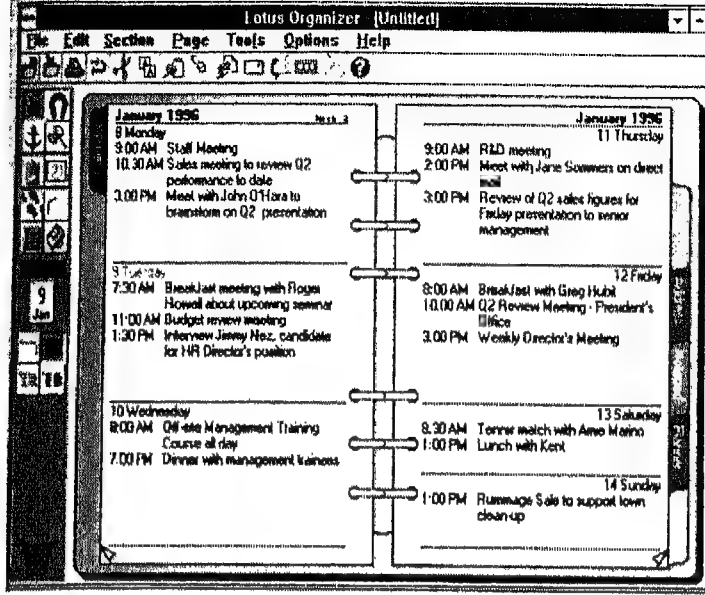 Lotus Organizer - [Untitled]
File Edit Section Page Tools Options Help
January 1996
8 Monday
9:00 AM Staff Meeting
10:30 AM Sales meeting to review Q2
performance to date
3:00 PM Meet with John O'Hara to
brainstorm on Q2 presentation
9 Tuesday
7:30 AM Breakfast meeting with Roger
Howell about upcoming seminar
11:00 AM Budget review meeting
1:30 PM Interview Jimmy Nez, candidate
for HR Director's position
10 Wednesday
8:00 AM Off-site Management Training
Course all day
7:00 PM Dinner with management trainers
January 1996
11 Thursday
9:00 AM R&D meeting
2:00 PM Meet with Jane Sommers on direct
mail
3:00 PM Review of Q2 sales figures for
Friday presentation to senior
management
12 Friday
8:00 AM Breakfast with Greg
10:00 AM Q2 Review Meeting - President's
Office
3:00 PM Weekly Director's Meeting
13 Saturday
8:30 AM Tennis match with Marino
1:00 PM Lunch with Kent
14 Sunday
1:00 PM Rummage Sale to support town
clean-up
9
Jan